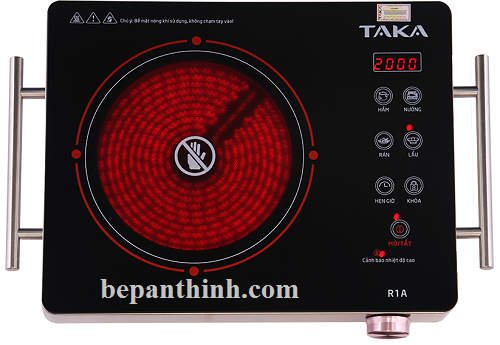 Chú ý: Bề mặt nóng khi sử dụng, không chạm tay vào!
TAKA
2000
HẦM
NƯỚNG
RÁN
LẨU
HẸN GIỜ
KHÓA
MỞ/TẮT
Cảnh báo nhiệt độ cao
bepanthinh.com
R1A